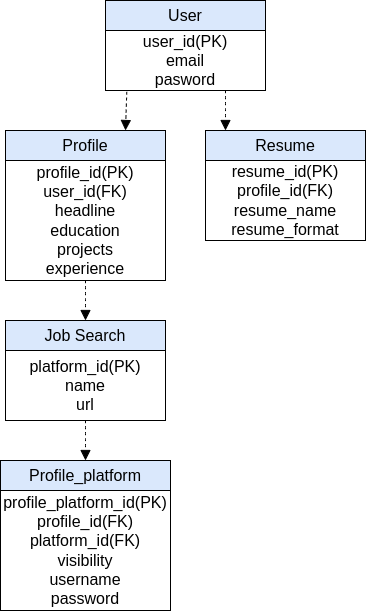 User
user_id(PK)
email
pasword
Profile
profile_id(PK)
user_id(FK)
headline
education
projects
experience
Resume
resume_id(PK)
profile_id(FK)
resume_name
resume_format
Job Search
platform_id(PK)
name
url
Profile_platform
profile_platform_id(PK)
profile_id(FK)
platform_id(FK)
visibility
username
password